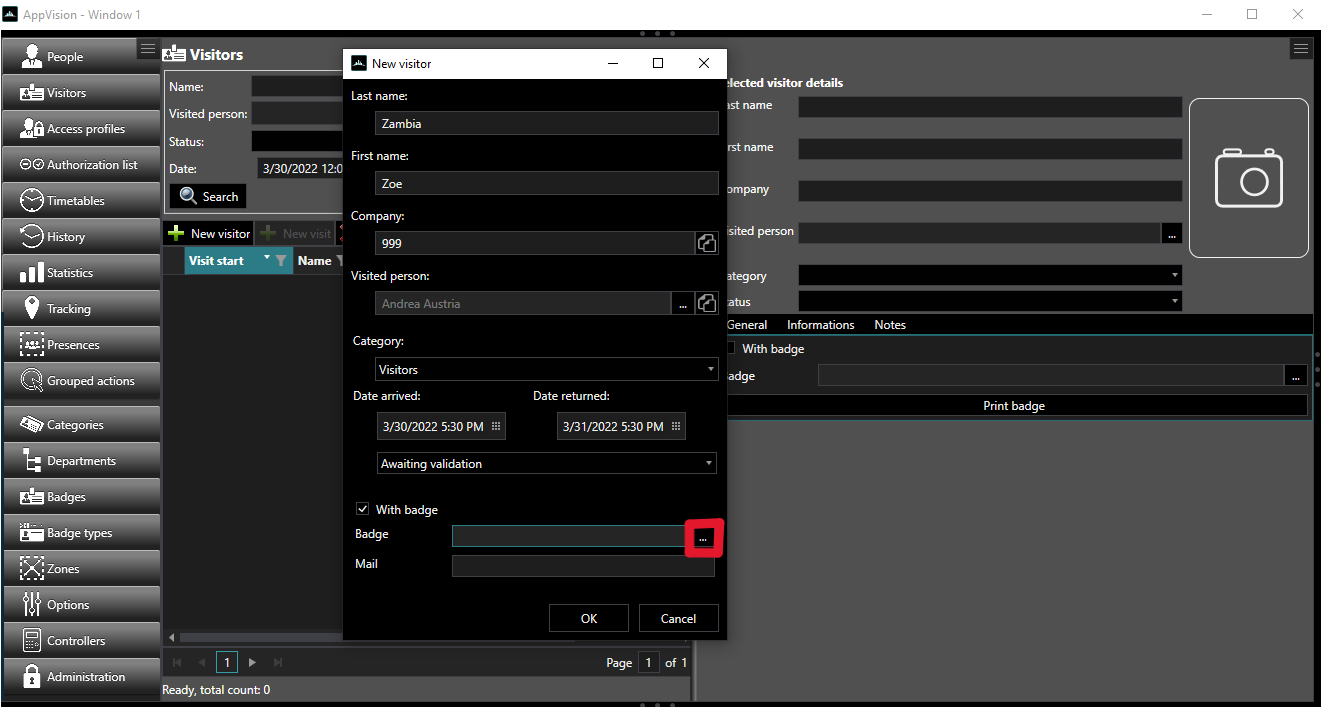 AppVision - Window 1
People
Visitors
Access profiles
Authorization list
Timetables
History
Statistics
Tracking
Presences
Grouped actions
Categories
Departments
Badges
Badge types
Zones
Options
Controllers
Administration
Visitors
Name:
Visited person:
Status:
Date:
3/30/2022 12:0
Search
New visitor
New visit
Visit start
Name
1
Page 1 of 1
Ready, total count: 0
New visitor
Last name:
Zambia
First name:
Zoe
Company:
999
Visited person:
Andrea Austria
...
Category:
Visitors
Date arrived:
Date returned:
3/30/2022 5:30 PM
3/31/2022 5:30 PM
Awaiting validation
With badge
Badge
...
Mail
OK
Cancel
elected visitor details
ast name
rst name
ompany
sited person
...
ategory
atus
General
Informations
Notes
With badge
adge
...
Print badge